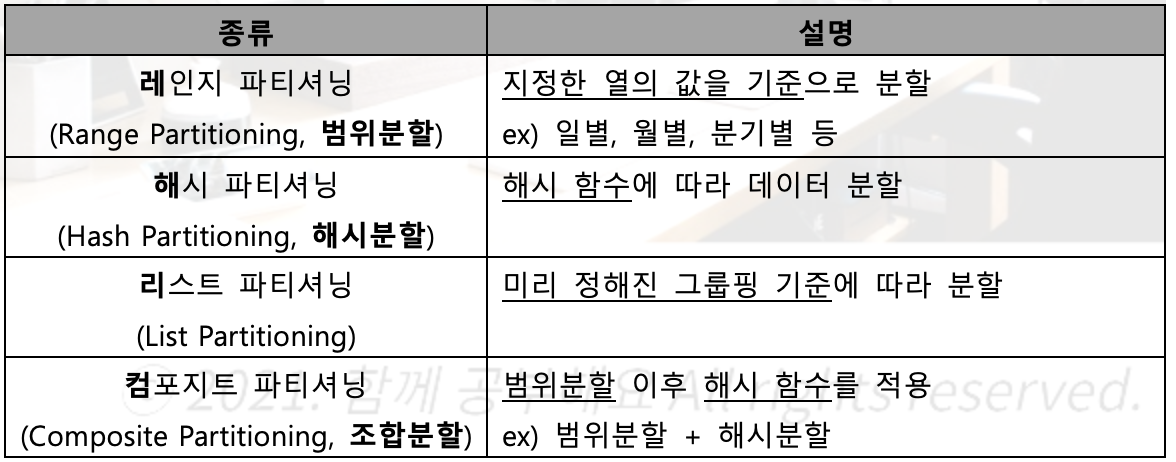 종류 설명
레인지 파티셔닝
(Range Partitioning, 범위분할)
지정한 열의 값을 기준으로 분할
ex) 일별, 월별, 분기별 등
해시 파티셔닝
(Hash Partitioning, 해시분할)
해시 함수에 따라 데이터 분할
리스트 파티셔닝
(List Partitioning)
미리 정해진 그룹핑 기준에 따라 분할
컴포지트 파티셔닝
(Composite Partitioning, 조합분할)
범위분할 이후 해시 함수를 적용
ex) 범위분할 + 해시분할
2021. 함께 공부해요 All rights reserved.